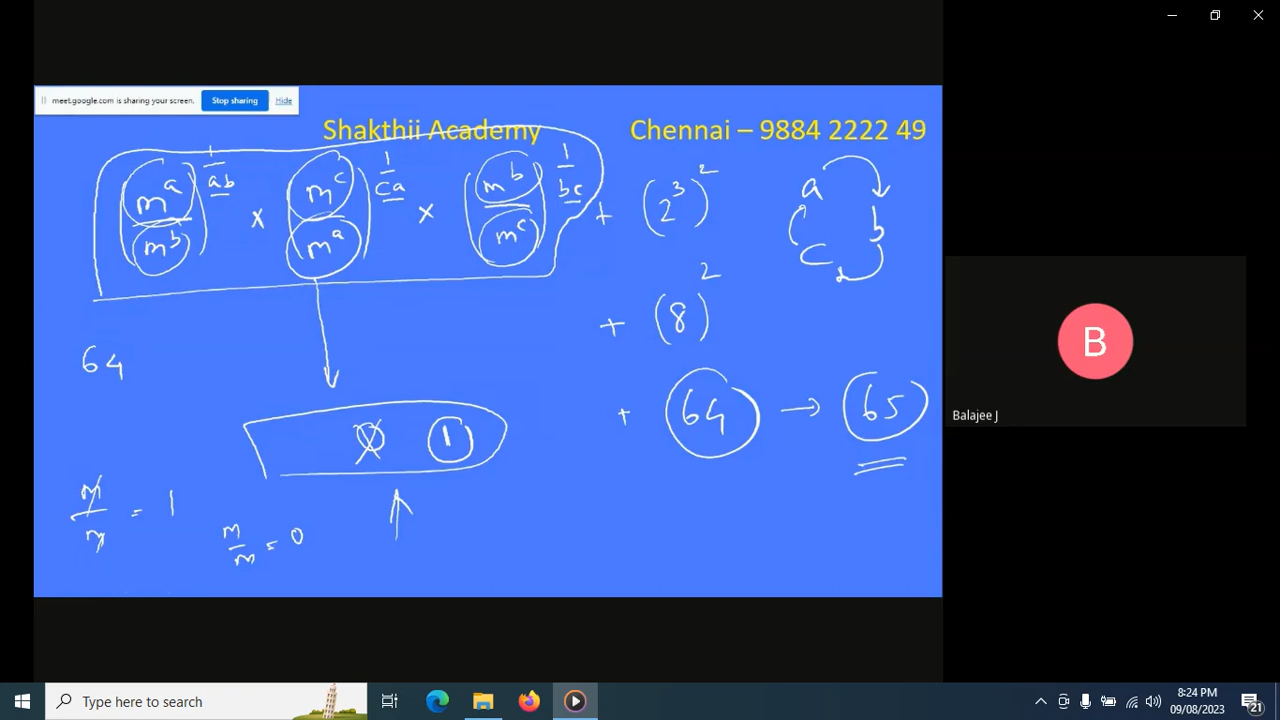 meet.google.com is sharing your screen. Stop sharing Hide
Shakthii Academy Chennai – 9884 2222 49
(m^a/m^b)^(1/ab) × (m^c/m^a)^(1/ca) × (m^b/m^c)^(1/bc) + (2^3)^2
a b c
+ (8)^2
64
+ 64 → 65
0 1
m/m = 1
m/m = 0
B
Balajee J
Type here to search
8:24 PM
09/08/2023
21